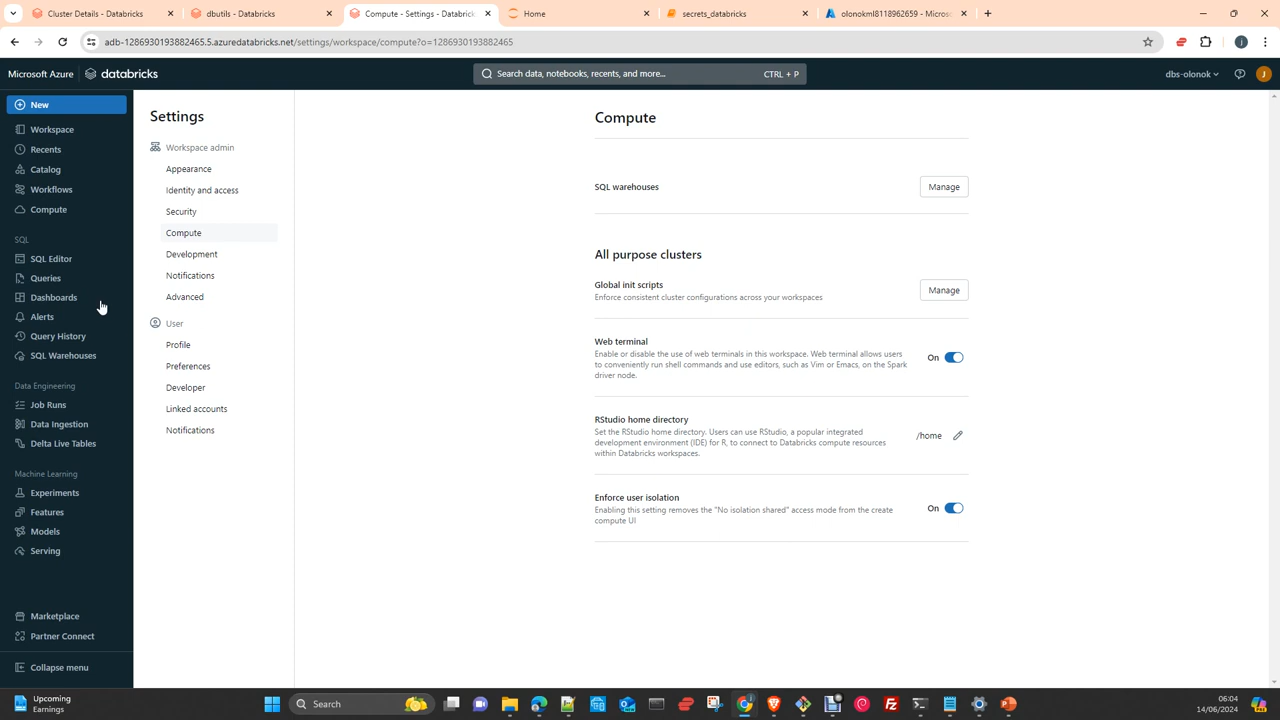 Cluster Details - Databricks
dbutils - Databricks
Compute - Settings - Databrick
Home
secrets_databricks
olonokml8118962659 - Microso
adb-1286930193882465.5.azuredatabricks.net/settings/workspace/compute?o=1286930193882465
Microsoft Azure
databricks
Search data, notebooks, recents, and more...
CTRL + P
dbs-olonok
J
New
Workspace
Recents
Catalog
Workflows
Compute
SQL
SQL Editor
Queries
Dashboards
Alerts
Query History
SQL Warehouses
Data Engineering
Job Runs
Data Ingestion
Delta Live Tables
Machine Learning
Experiments
Features
Models
Serving
Marketplace
Partner Connect
Collapse menu
Settings
Workspace admin
Appearance
Identity and access
Security
Compute
Development
Notifications
Advanced
User
Profile
Preferences
Developer
Linked accounts
Notifications
Compute
SQL warehouses
Manage
All purpose clusters
Global init scripts
Enforce consistent cluster configurations across your workspaces
Manage
Web terminal
Enable or disable the use of web terminals in this workspace. Web terminal allows users
to conveniently run shell commands and use editors, such as Vim or Emacs, on the Spark
driver node.
On
RStudio home directory
Set the RStudio home directory. Users can use RStudio, a popular integrated
development environment (IDE) for R, to connect to Databricks compute resources
within Databricks workspaces.
/home
Enforce user isolation
Enabling this setting removes the "No isolation shared" access mode from the create
compute UI
On
Upcoming
Earnings
Search
06:04
14/06/2024